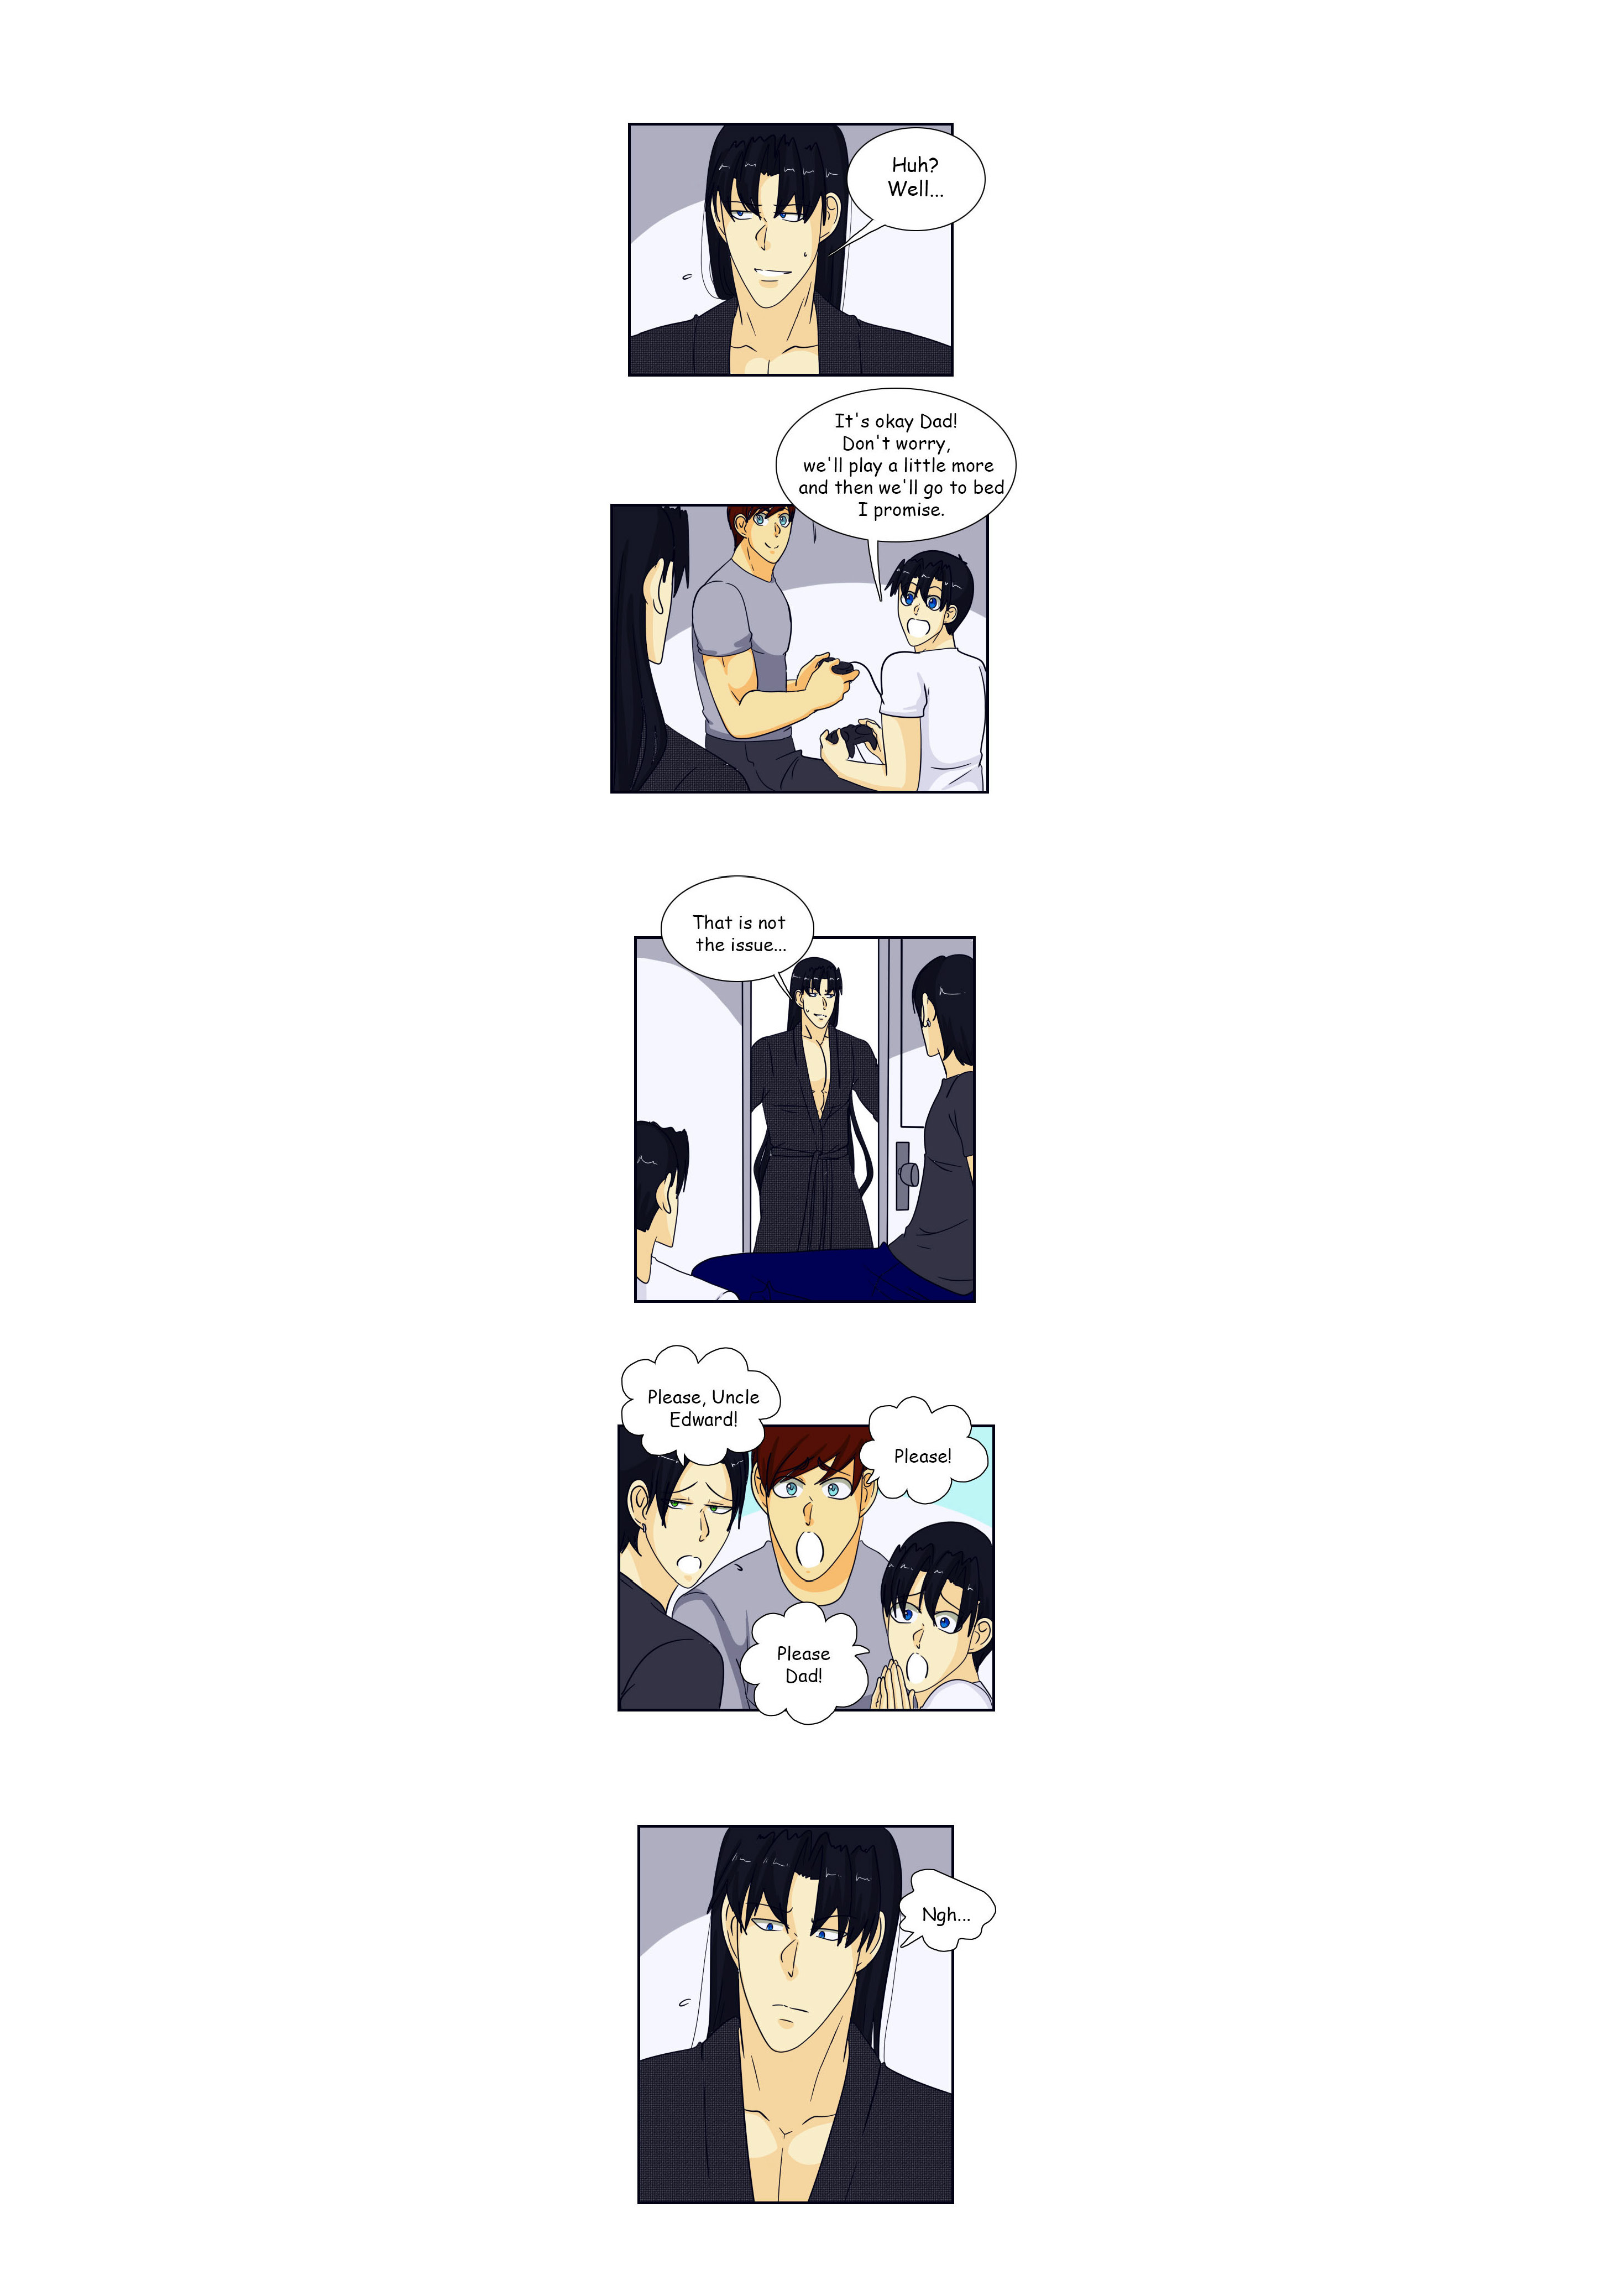 Huh?
Well...
It's okay Dad!
Don't worry,
we'll play a little more
and then we'll go to bed
I promise.
That is not
the issue...
Please, Uncle
Edward!
Please!
Please
Dad!
Ngh...